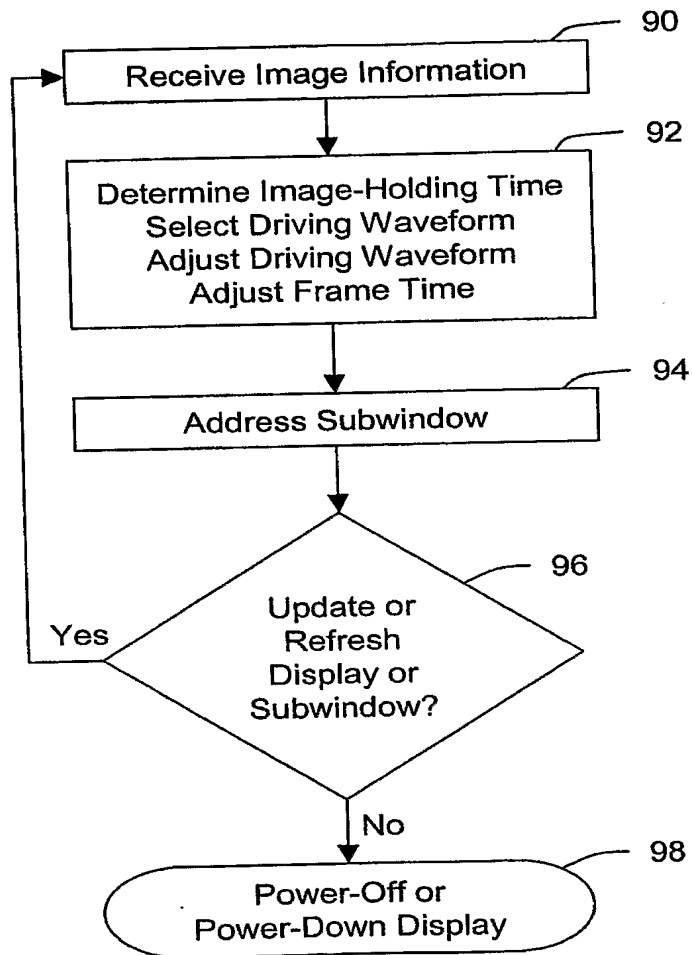 90
Receive Image Information
92
Determine Image-Holding Time
Select Driving Waveform
Adjust Driving Waveform
Adjust Frame Time
94
Address Subwindow
96
Update or
Refresh
Display or
Subwindow?
Yes
No
98
Power-Off or
Power-Down Display